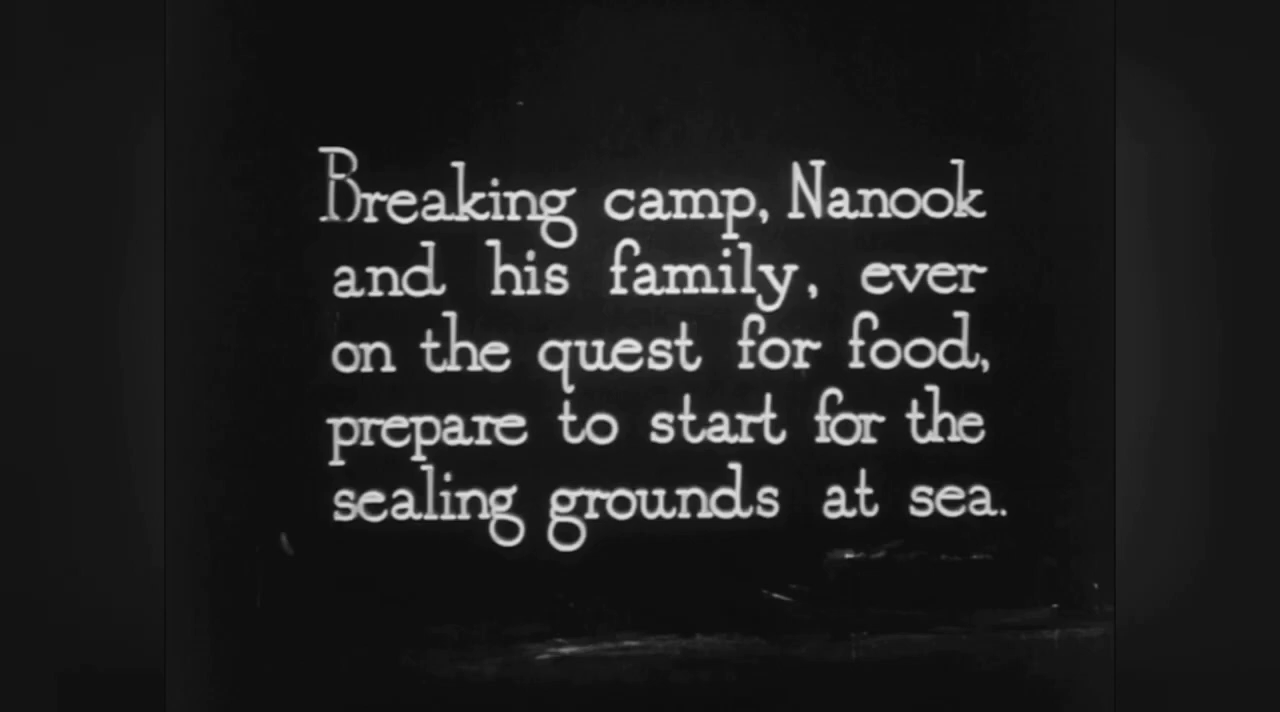 Breaking camp, Nanook
and his family, ever
on the quest for food,
prepare to start for the
sealing grounds at sea.